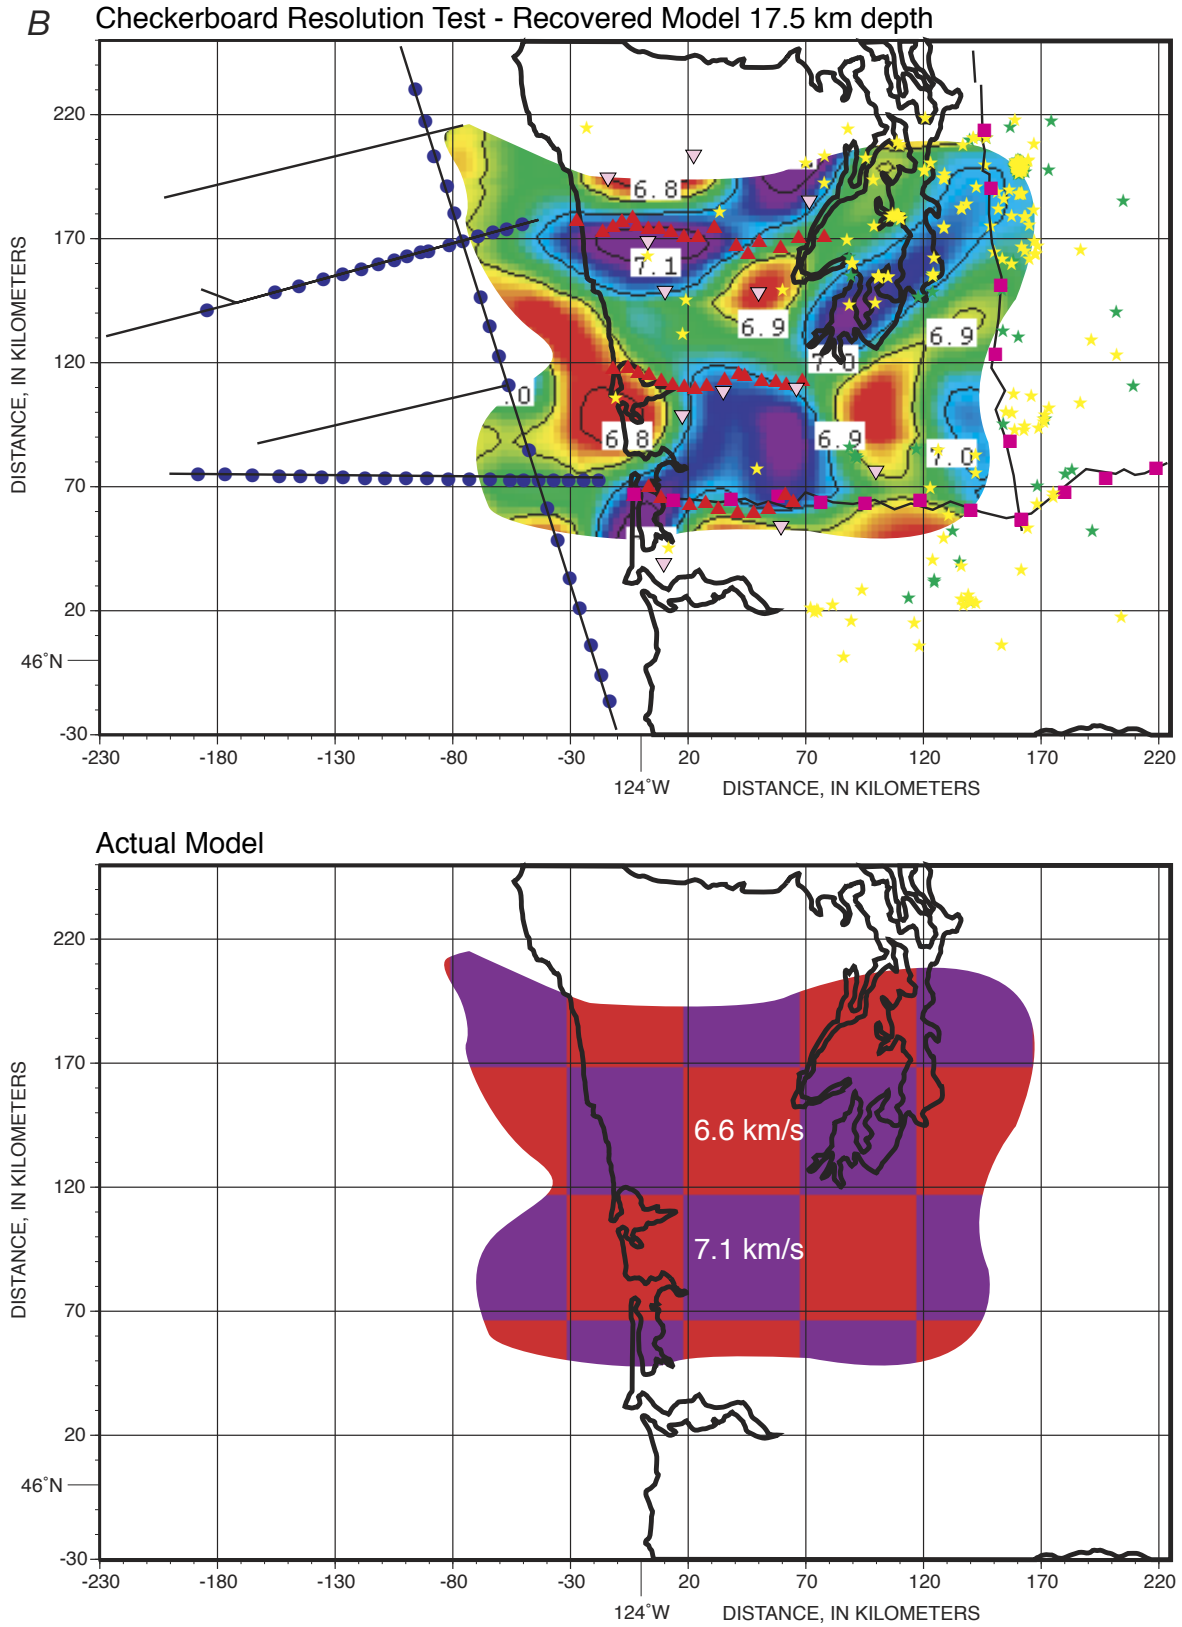 B
Checkerboard Resolution Test - Recovered Model 17.5 km depth
DISTANCE, IN KILOMETERS
220
170
120
70
20
46°N
-30
6.8
7.1
6.9
6.9
7.0
.0
6.8
6.9
7.0
-230 -180 -130 -80 -30 20 70 120 170 220
124°W DISTANCE, IN KILOMETERS
Actual Model
DISTANCE, IN KILOMETERS
220
170
120
70
20
46°N
-30
6.6 km/s
7.1 km/s
-230 -180 -130 -80 -30 20 70 120 170 220
124°W DISTANCE, IN KILOMETERS